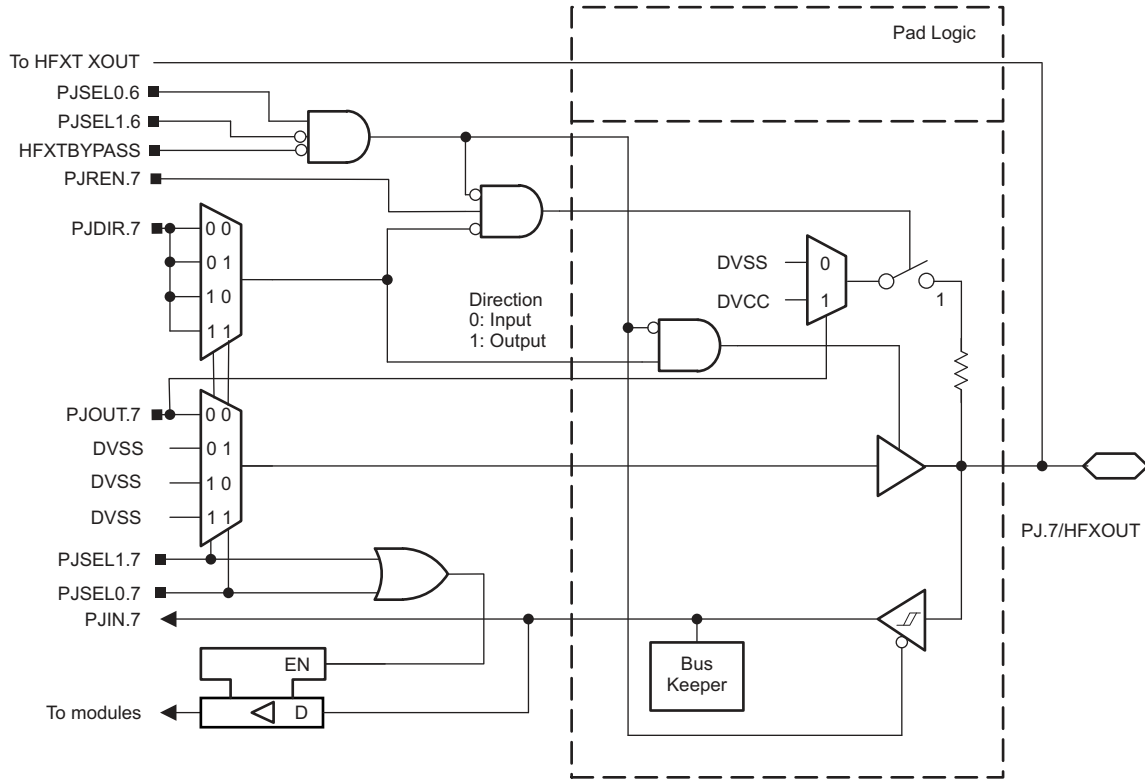 Pad Logic
To HFXT XOUT
PJSEL0.6
PJSEL1.6
HFXTBYPASS
PJREN.7
PJDIR.7
0 0
0 1
1 0
1 1
Direction
0: Input
1: Output
DVSS
0
DVCC
1
1
PJOUT.7
0 0
DVSS
0 1
DVSS
1 0
DVSS
1 1
PJ.7/HFXOUT
PJSEL1.7
PJSEL0.7
PJIN.7
EN
Bus
Keeper
To modules
D